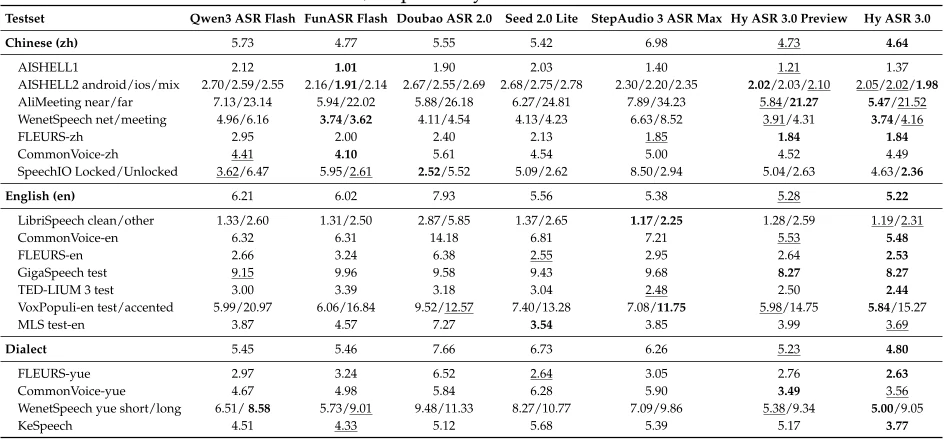 Testset Qwen3 ASR Flash FunASR Flash Doubao ASR 2.0 Seed 2.0 Lite StepAudio 3 ASR Max Hy ASR 3.0 Preview Hy ASR 3.0
Chinese (zh) 5.73 4.77 5.55 5.42 6.98 4.73 4.64
AISHELL1 2.12 1.01 1.90 2.03 1.40 1.21 1.37
AISHELL2 android/ios/mix 2.70/2.59/2.55 2.16/1.91/2.14 2.67/2.55/2.69 2.68/2.75/2.78 2.30/2.20/2.35 2.02/2.03/2.10 2.05/2.02/1.98
AliMeeting near/far 7.13/23.14 5.94/22.02 5.88/26.18 6.27/24.81 7.89/34.23 5.84/21.27 5.47/21.52
WenetSpeech net/meeting 4.96/6.16 3.74/3.62 4.11/4.54 4.13/4.23 6.63/8.52 3.91/4.31 3.74/4.16
FLEURS-zh 2.95 2.00 2.40 2.13 1.85 1.84 1.84
CommonVoice-zh 4.41 4.10 5.61 4.54 5.00 4.52 4.49
SpeechIO Locked/Unlocked 3.62/6.47 5.95/2.61 2.52/5.52 5.09/2.62 8.50/2.94 5.04/2.63 4.63/2.36
English (en) 6.21 6.02 7.93 5.56 5.38 5.28 5.22
LibriSpeech clean/other 1.33/2.60 1.31/2.50 2.87/5.85 1.37/2.65 1.17/2.25 1.28/2.59 1.19/2.31
CommonVoice-en 6.32 6.31 14.18 6.81 7.21 5.53 5.48
FLEURS-en 2.66 3.24 6.38 2.55 2.95 2.64 2.53
GigaSpeech test 9.15 9.96 9.58 9.43 9.68 8.27 8.27
TED-LIUM 3 test 3.00 3.39 3.18 3.04 2.48 2.50 2.44
VoxPopuli-en test/accented 5.99/20.97 6.06/16.84 9.52/12.57 7.40/13.28 7.08/11.75 5.98/14.75 5.84/15.27
MLS test-en 3.87 4.57 7.27 3.54 3.85 3.99 3.69
Dialect 5.45 5.46 7.66 6.73 6.26 5.23 4.80
FLEURS-yue 2.97 3.24 6.52 2.64 3.05 2.76 2.63
CommonVoice-yue 4.67 4.98 5.84 6.28 5.90 3.49 3.56
WenetSpeech yue short/long 6.51/ 8.58 5.73/9.01 9.48/11.33 8.27/10.77 7.09/9.86 5.38/9.34 5.00/9.05
KeSpeech 4.51 4.33 5.12 5.68 5.39 5.17 3.77